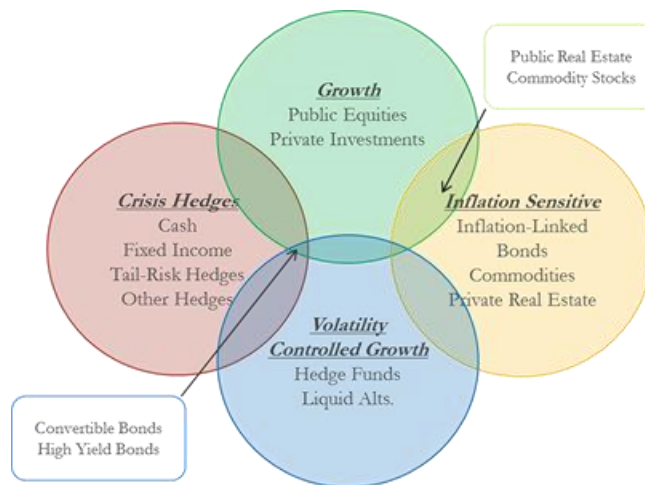 Public Real Estate
Commodity Stocks
Growth
Public Equities
Private Investments
Crisis Hedges
Cash
Fixed Income
Tail-Risk Hedges
Other Hedges
Inflation Sensitive
Inflation-Linked
Bonds
Commodities
Private Real Estate
Volatility
Controlled Growth
Hedge Funds
Liquid Alts.
Convertible Bonds
High Yield Bonds